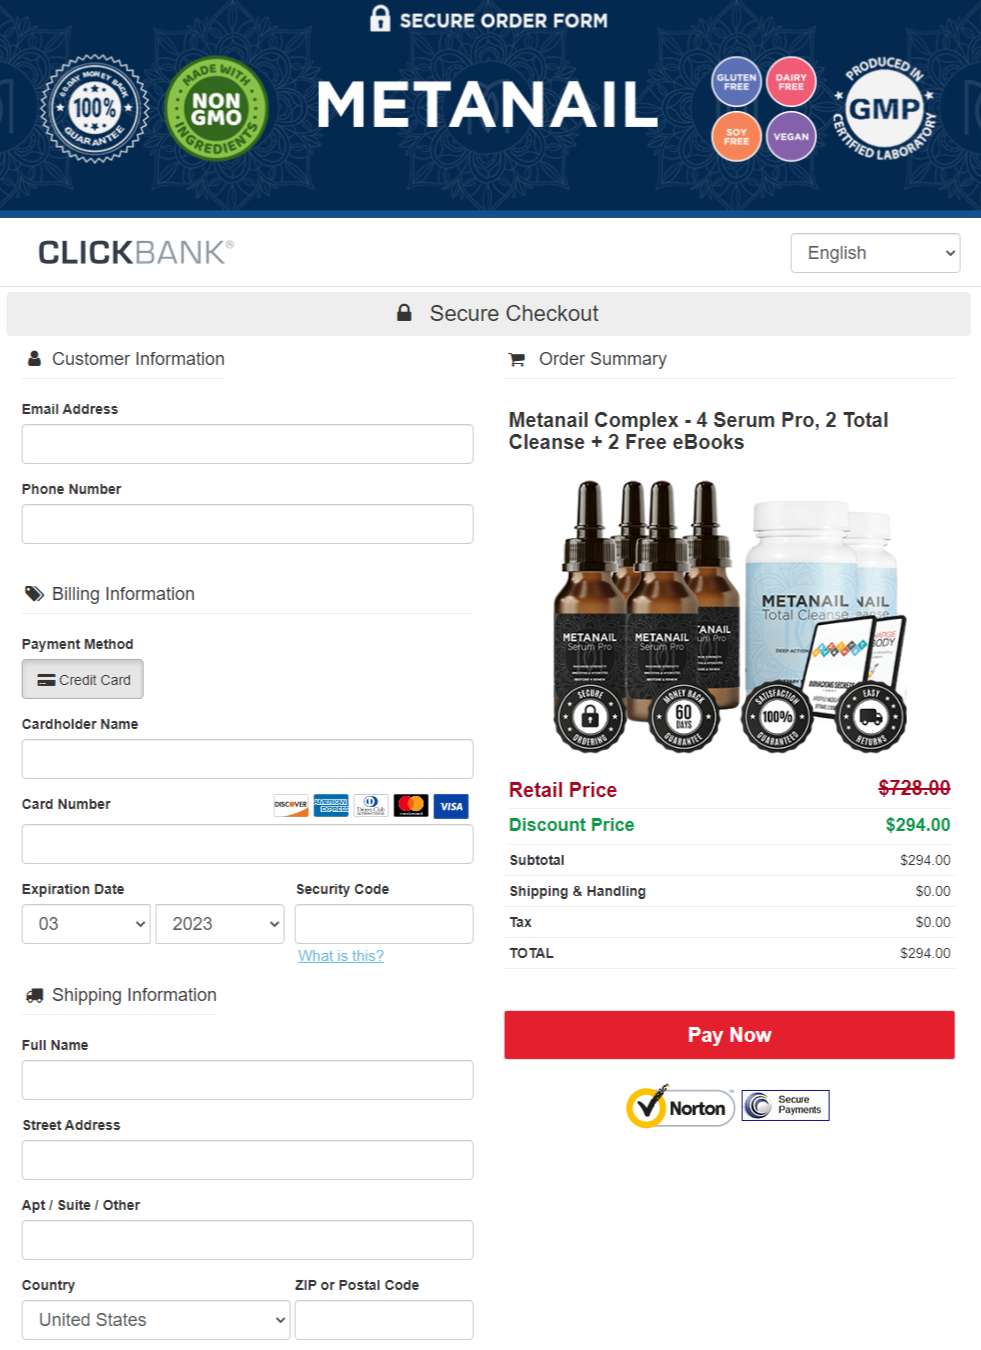 SECURE ORDER FORM
60-DAY MONEY BACK
100%
GUARANTEE
MADE WITH
NON
GMO
INGREDIENTS
METANAIL
GLUTEN
FREE
DAIRY
FREE
SOY
FREE
VEGAN
PRODUCED IN
GMP
CERTIFIED LABORATORY
CLICKBANK®
English
Secure Checkout
Customer Information
Order Summary
Email Address
Metanail Complex - 4 Serum Pro, 2 Total
Cleanse + 2 Free eBooks
Phone Number
Billing Information
Payment Method
Credit Card
METANAIL
Serum Pro
METANAIL
Serum Pro
METANAIL
Total Cleanse
SECURE
ORDERING
MONEY BACK
60
DAYS
GUARANTEE
SATISFACTION
100%
GUARANTEED
EASY
RETURNS
Cardholder Name
Card Number
DISCOVER
AMERICAN
EXPRESS
Diners Club
VISA
Retail Price
$728.00
Discount Price
$294.00
Subtotal
$294.00
Shipping & Handling
$0.00
Tax
$0.00
TOTAL
$294.00
Expiration Date
Security Code
03
2023
What is this?
Shipping Information
Pay Now
Norton
Secure
Payments
Full Name
Street Address
Apt / Suite / Other
Country
ZIP or Postal Code
United States